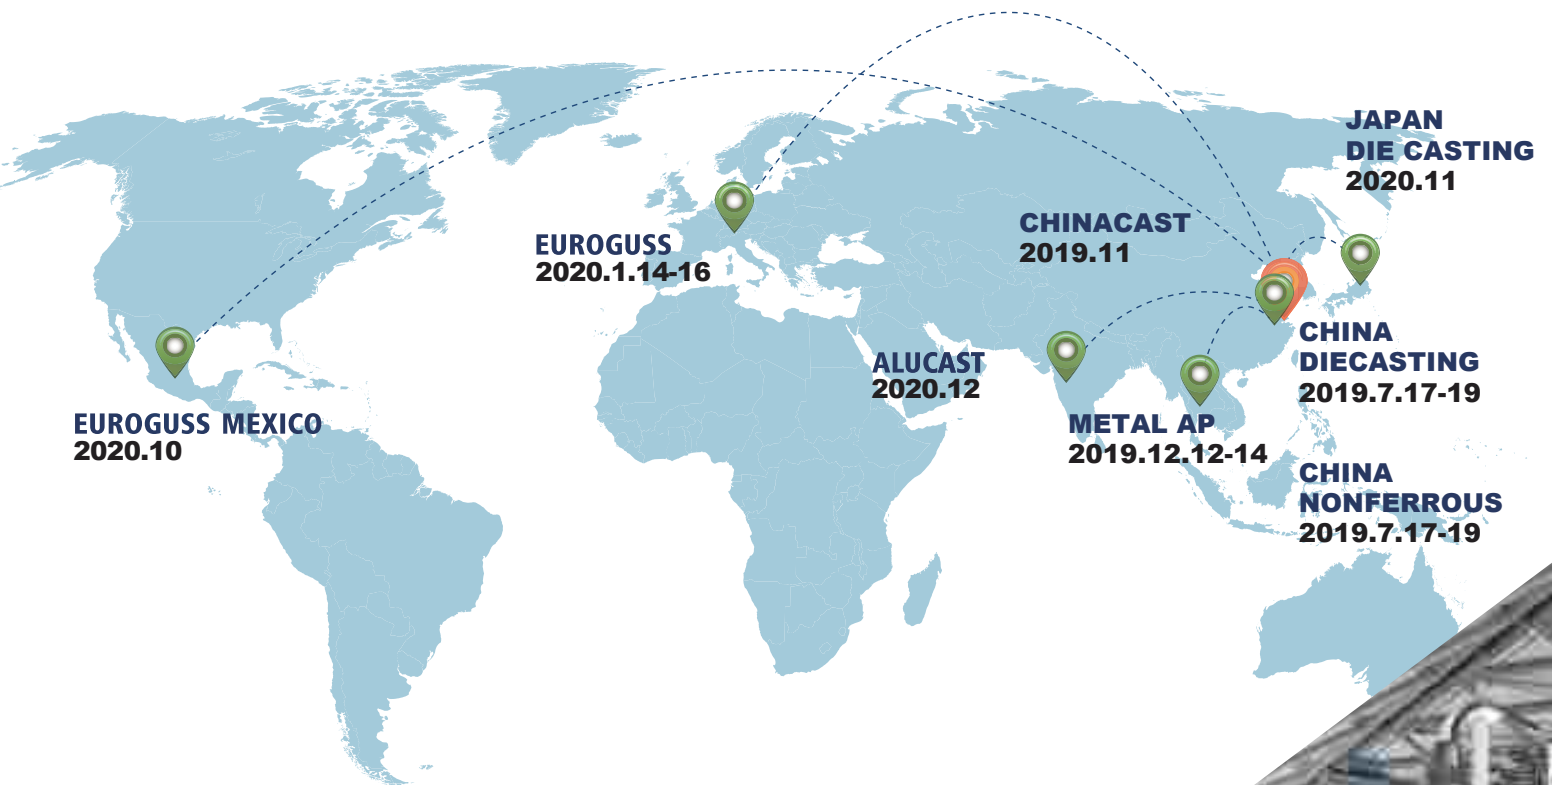 JAPAN
DIE CASTING
2020.11
CHINACAST
2019.11
EUROGUSS
2020.1.14-16
CHINA
DIECASTING
2019.7.17-19
ALUCAST
2020.12
EUROGUSS MEXICO
2020.10
METAL AP
2019.12.12-14
CHINA
NONFERROUS
2019.7.17-19